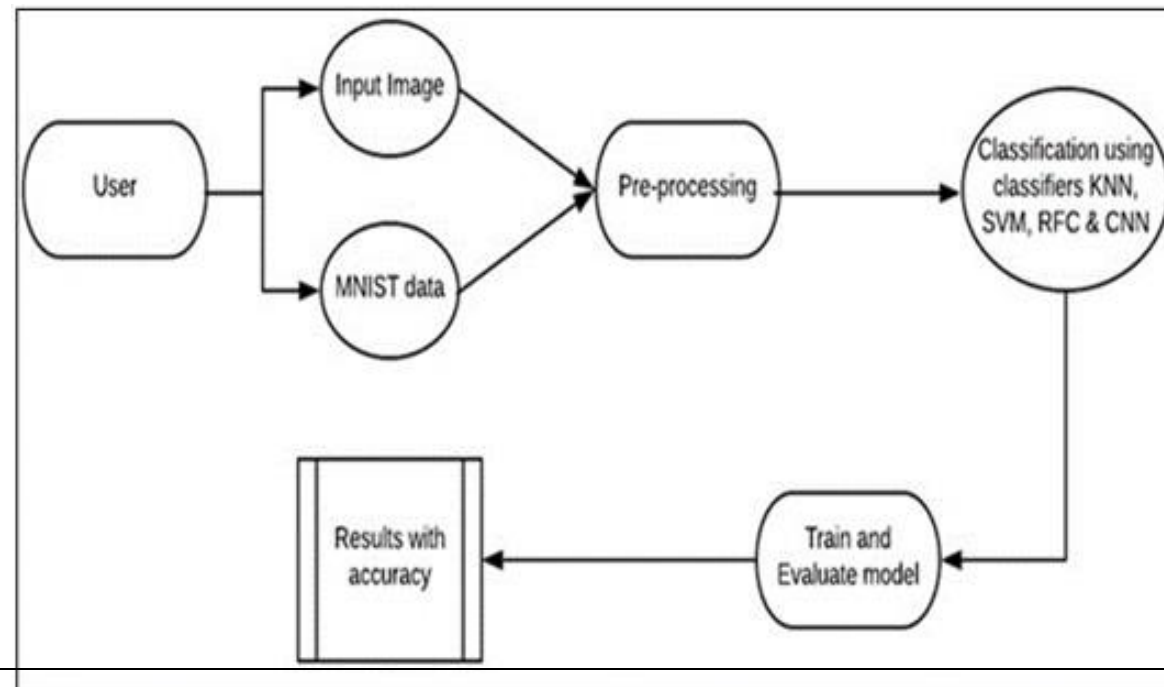 Input Image
User
Pre-processing
MNIST data
Classification using
classifiers KNN,
SVM, RFC & CNN
Train and
Evaluate model
Results with
accuracy